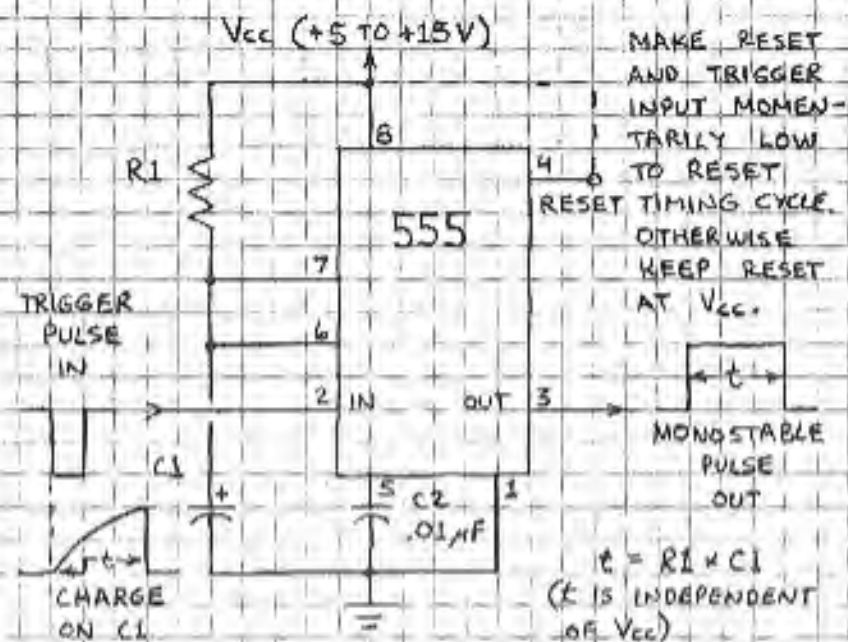 Vcc (+5 TO +15V)
MAKE RESET
AND TRIGGER
INPUT MOMEN-
TARILY LOW
TO RESET
TIMING CYCLE.
OTHERWISE
KEEP RESET
AT Vcc.
R1
8
4
RESET
555
7
6
TRIGGER
PULSE
IN
2 IN
OUT 3
t
MONOSTABLE
PULSE
OUT
C1
+
5
C2
.01µF
1
t
CHARGE
ON C1
t = R1 × C1
(t IS INDEPENDENT
OF Vcc)